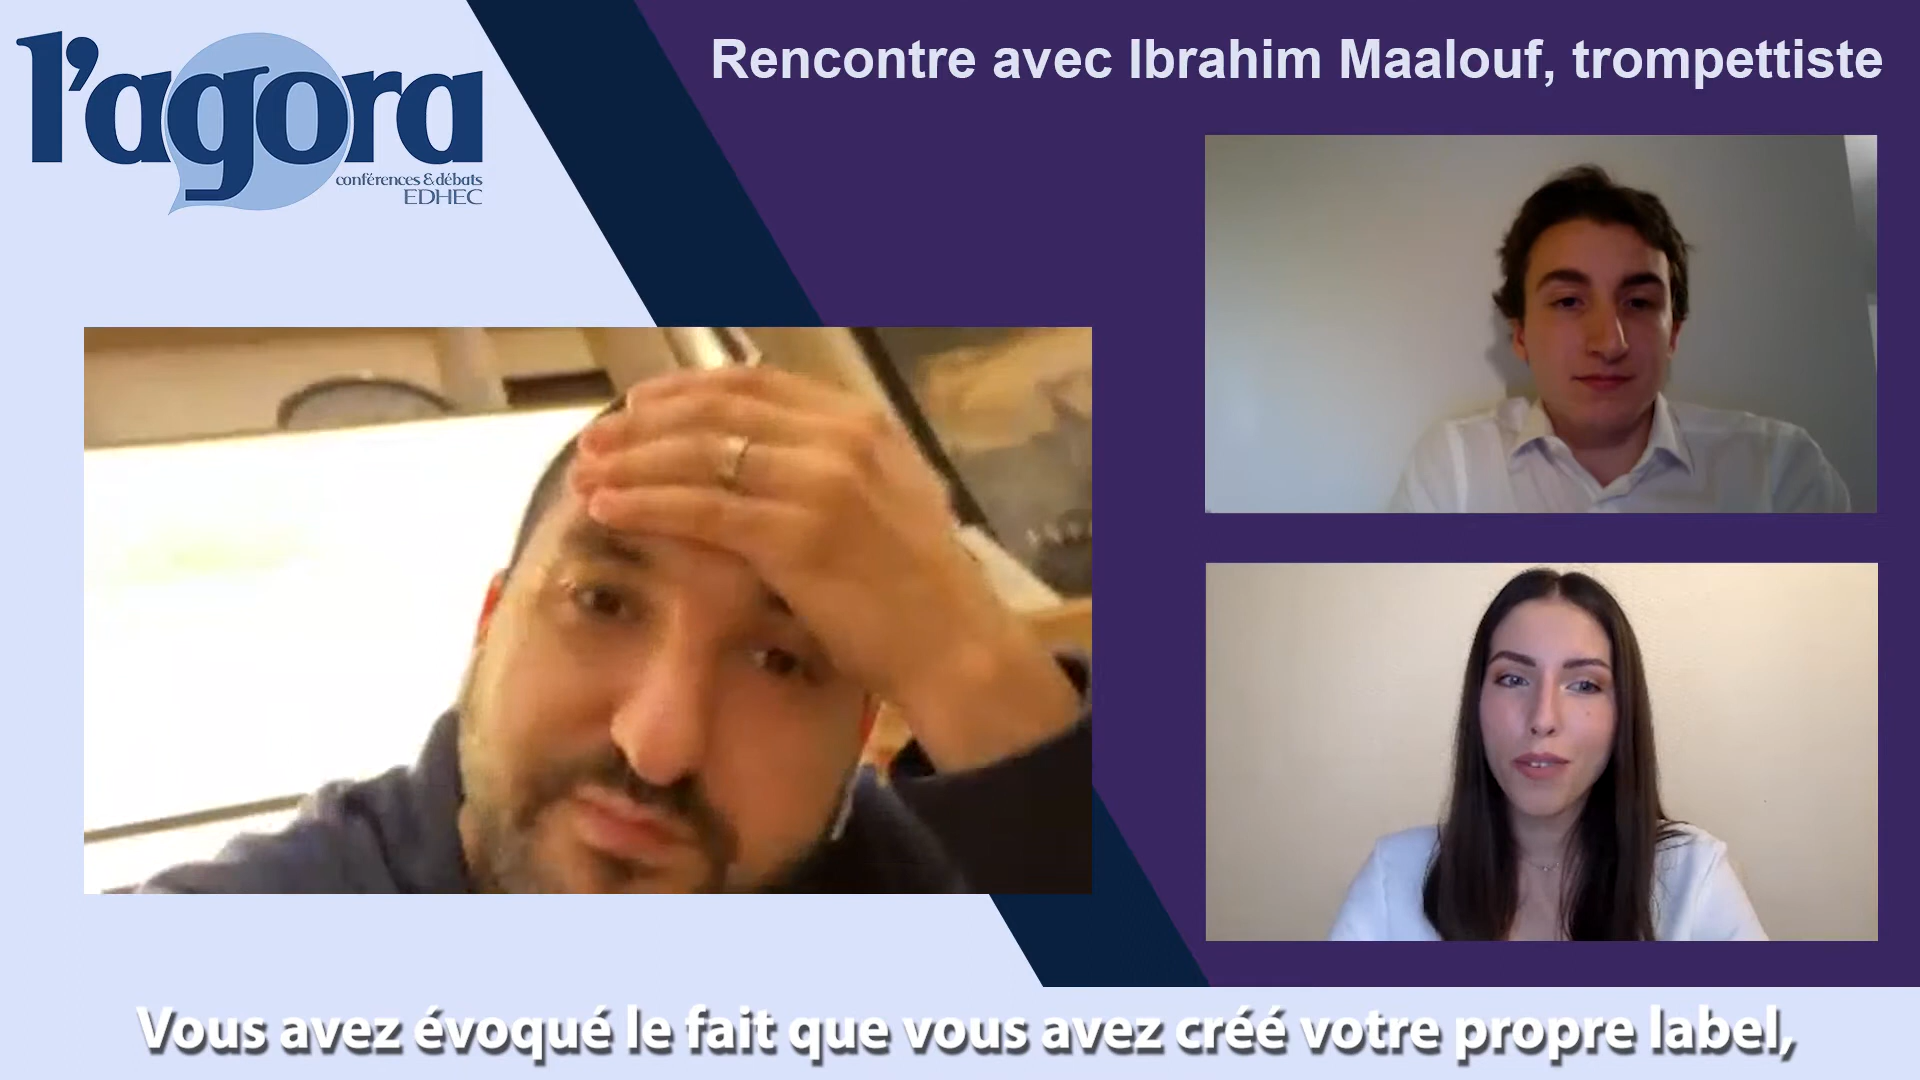 l'agora
conférences & débats
EDHEC
Rencontre avec Ibrahim Maalouf, trompettiste
Vous avez évoqué le fait que vous avez créé votre propre label,